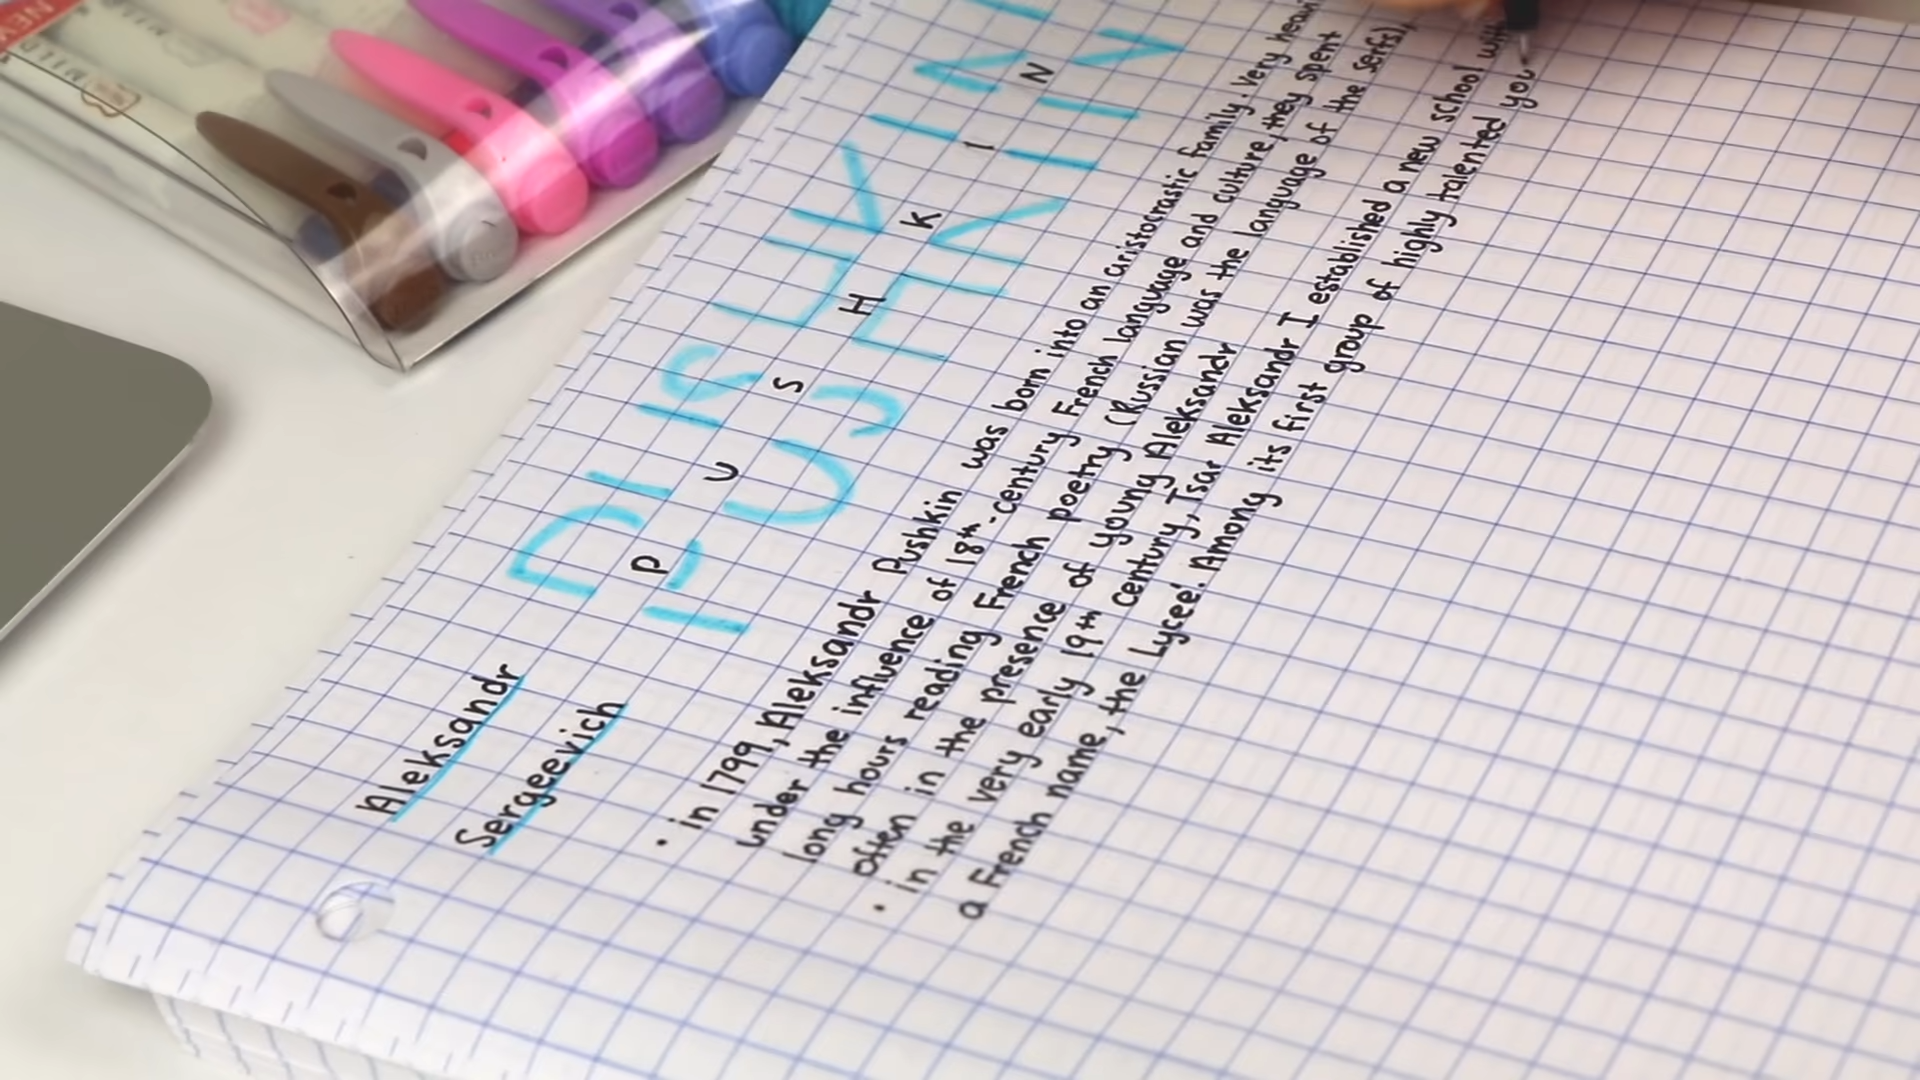 Aleksandr
Sergeevich
PUSHKIN
PUSHKIN
• in 1799, Aleksandr Pushkin was born into an aristocrastic family. Very
under the influence of 18th-century French language and culture, they spent
long hours reading French poetry (Russian was the language of the serfs),
often in the presence of young Aleksandr
• in the very early 19th century, Tsar Aleksandr I established a new school with
a French name, the Lycee! Among its first group of highly talented you
NEW
MILD